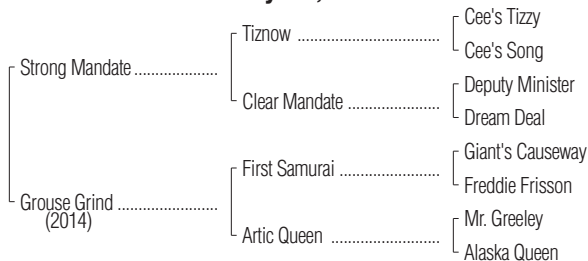 Cee's Tizzy
Tiznow ....................................
Cee's Song
Strong Mandate .....................
Deputy Minister
Clear Mandate .......................
Dream Deal
Giant's Causeway
First Samurai .........................
Freddie Frisson
Grouse Grind .........................
(2014)
Mr. Greeley
Artic Queen ...........................
Alaska Queen